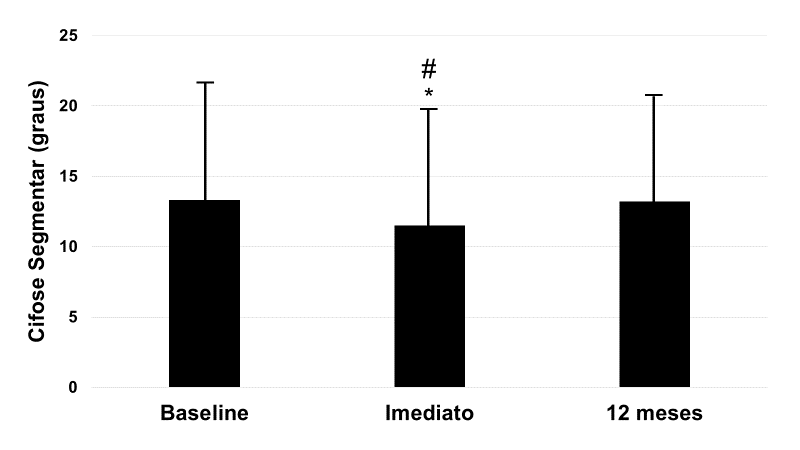 25
20
15
10
5
0
Cifose Segmentar (graus)
#
*
Baseline
Imediato
12 meses